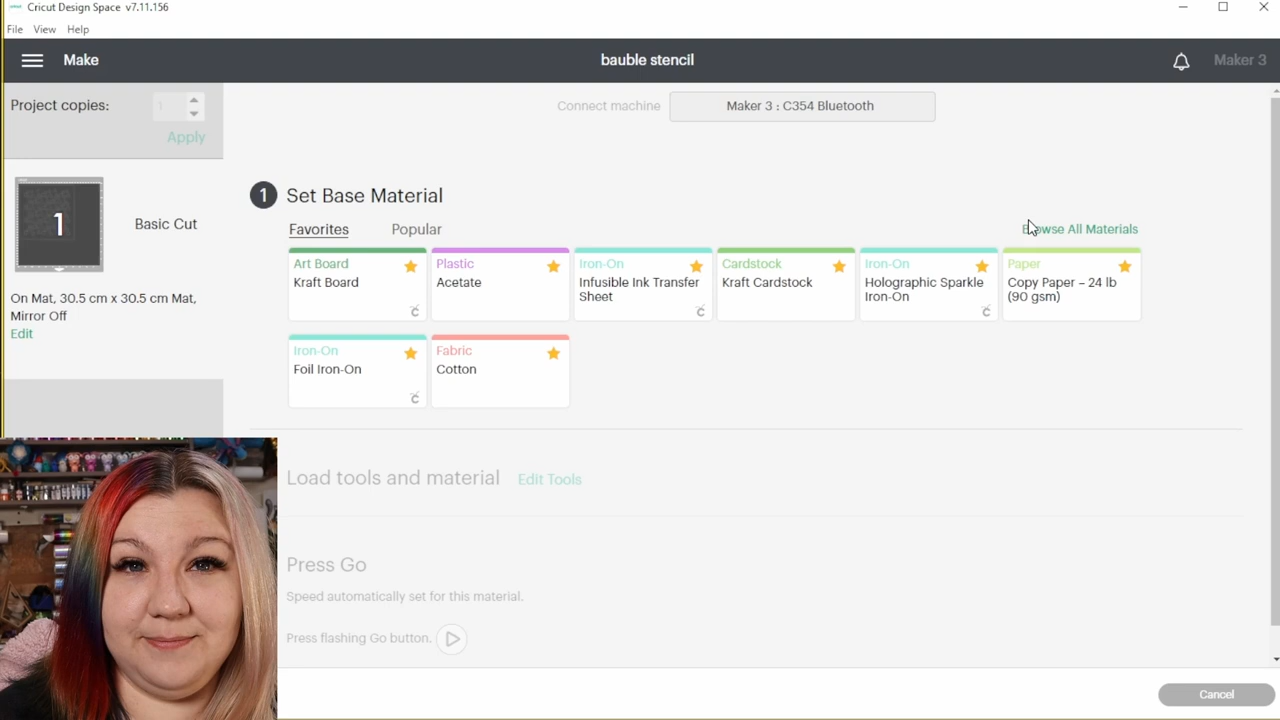 Cricut Design Space v7.11.156
File View Help
Make
bauble stencil
Maker 3
Project copies:
1
Apply
Connect machine
Maker 3 : C354 Bluetooth
1
Basic Cut
On Mat, 30.5 cm x 30.5 cm Mat,
Mirror Off
Edit
1 Set Base Material
Favorites Popular
Browse All Materials
Art Board
Kraft Board
Plastic
Acetate
Iron-On
Infusible Ink Transfer
Sheet
Cardstock
Kraft Cardstock
Iron-On
Holographic Sparkle
Iron-On
Paper
Copy Paper – 24 lb
(90 gsm)
Iron-On
Foil Iron-On
Fabric
Cotton
Load tools and material Edit Tools
Press Go
Speed automatically set for this material.
Press flashing Go button.
Cancel